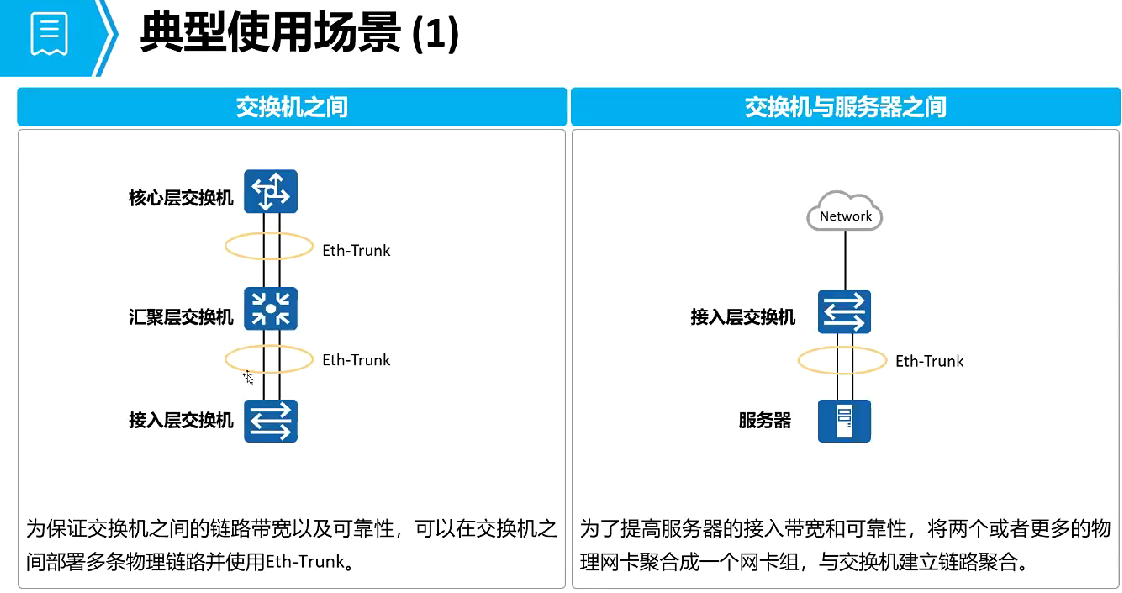 典型使用场景 (1)
交换机之间
核心层交换机
Eth-Trunk
汇聚层交换机
Eth-Trunk
接入层交换机
为保证交换机之间的链路带宽以及可靠性，可以在交换机之
间部署多条物理链路并使用Eth-Trunk。
交换机与服务器之间
Network
接入层交换机
Eth-Trunk
服务器
为了提高服务器的接入带宽和可靠性，将两个或者更多的物
理网卡聚合成一个网卡组，与交换机建立链路聚合。